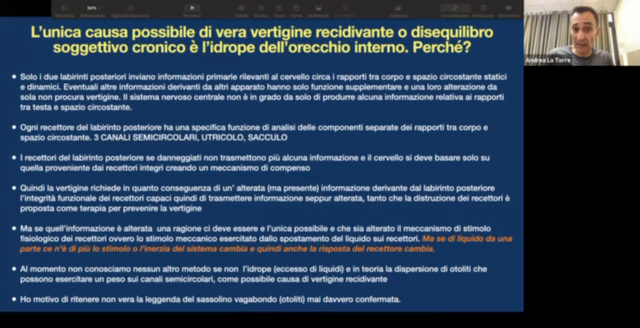 54%
L'unica causa possibile di vera vertigine recidivante o disequilibro
soggettivo cronico è l'idrope dell'orecchio interno. Perché?
Andrea La Torre
• Solo i due labirinti posteriori inviano informazioni primarie rilevanti al cervello circa i rapporti tra corpo e spazio circostante statici
e dinamici. Eventuali altre informazioni derivanti da altri apparato hanno solo funzione supplementare e una loro alterazione da
sola non procura vertigine. Il sistema nervoso centrale non è in grado da solo di produrre alcuna informazione relativa ai rapporti
tra testa e spazio circostante.
• Ogni recettore del labirinto posteriore ha una specifica funzione di analisi delle componenti separate dei rapporti tra corpo e
spazio circostante. 3 CANALI SEMICIRCOLARI, UTRICOLO, SACCULO
• I recettori del labirinto posteriore se danneggiati non trasmettono più alcuna informazione e il cervello si deve basare solo su
quella proveniente dai recettori integri creando un meccanismo di compenso
• Quindi la vertigine richiede in quanto conseguenza di un' alterata (ma presente) informazione derivante dal labirinto posteriore
l'integrità funzionale dei recettori capaci quindi di trasmettere informazione seppur alterata, tanto che la distruzione dei recettori è
proposta come terapia per prevenire la vertigine
• Ma se quell'informazione è alterata una ragione ci deve essere e l'unica possibile e che sia alterato il meccanismo di stimolo
fisiologico dei recettori ovvero lo stimolo meccanico esercitato dallo spostamento del liquido sui recettori. Ma se di liquido da una
parte ce n'è di più lo stimolo o l'inerzia del sistema cambia e quindi anche la risposta del recettore cambia.
• Al momento non conosciamo nessun altro metodo se non l'idrope (eccesso di liquidi) e in teoria la dispersione di otoliti che
possono esercitare un peso sui canali semicircolari, come possibile causa di vertigine recidivante
• Ho motivo di ritenere non vera la leggenda del sassolino vagabondo (otoliti) mai davvero confermata.